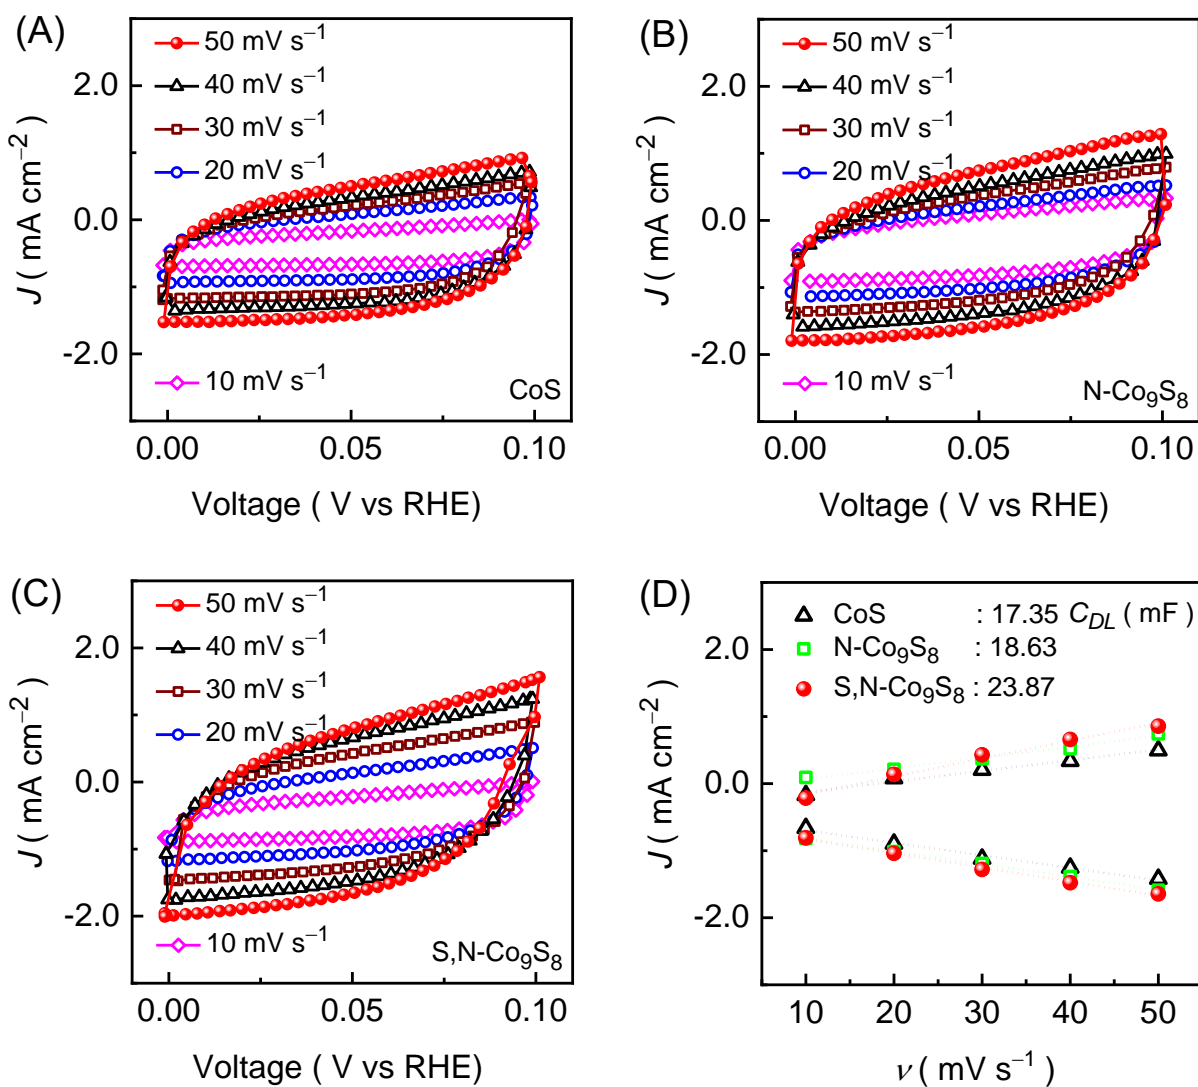 (A)
50 mV s⁻¹
40 mV s⁻¹
30 mV s⁻¹
20 mV s⁻¹
10 mV s⁻¹
CoS
2.0
0.0
-2.0
J ( mA cm⁻²)
0.00 0.05 0.10
Voltage ( V vs RHE)
(B)
50 mV s⁻¹
40 mV s⁻¹
30 mV s⁻¹
20 mV s⁻¹
10 mV s⁻¹
N-Co₉S₈
2.0
0.0
-2.0
J ( mA cm⁻²)
0.00 0.05 0.10
Voltage ( V vs RHE)
(C)
50 mV s⁻¹
40 mV s⁻¹
30 mV s⁻¹
20 mV s⁻¹
10 mV s⁻¹
S,N-Co₉S₈
2.0
0.0
-2.0
J ( mA cm⁻²)
0.00 0.05 0.10
Voltage ( V vs RHE)
(D)
CoS : 17.35 C_DL ( mF )
N-Co₉S₈ : 18.63
S,N-Co₉S₈ : 23.87
2.0
0.0
-2.0
J ( mA cm⁻²)
10 20 30 40 50
ν ( mV s⁻¹ )